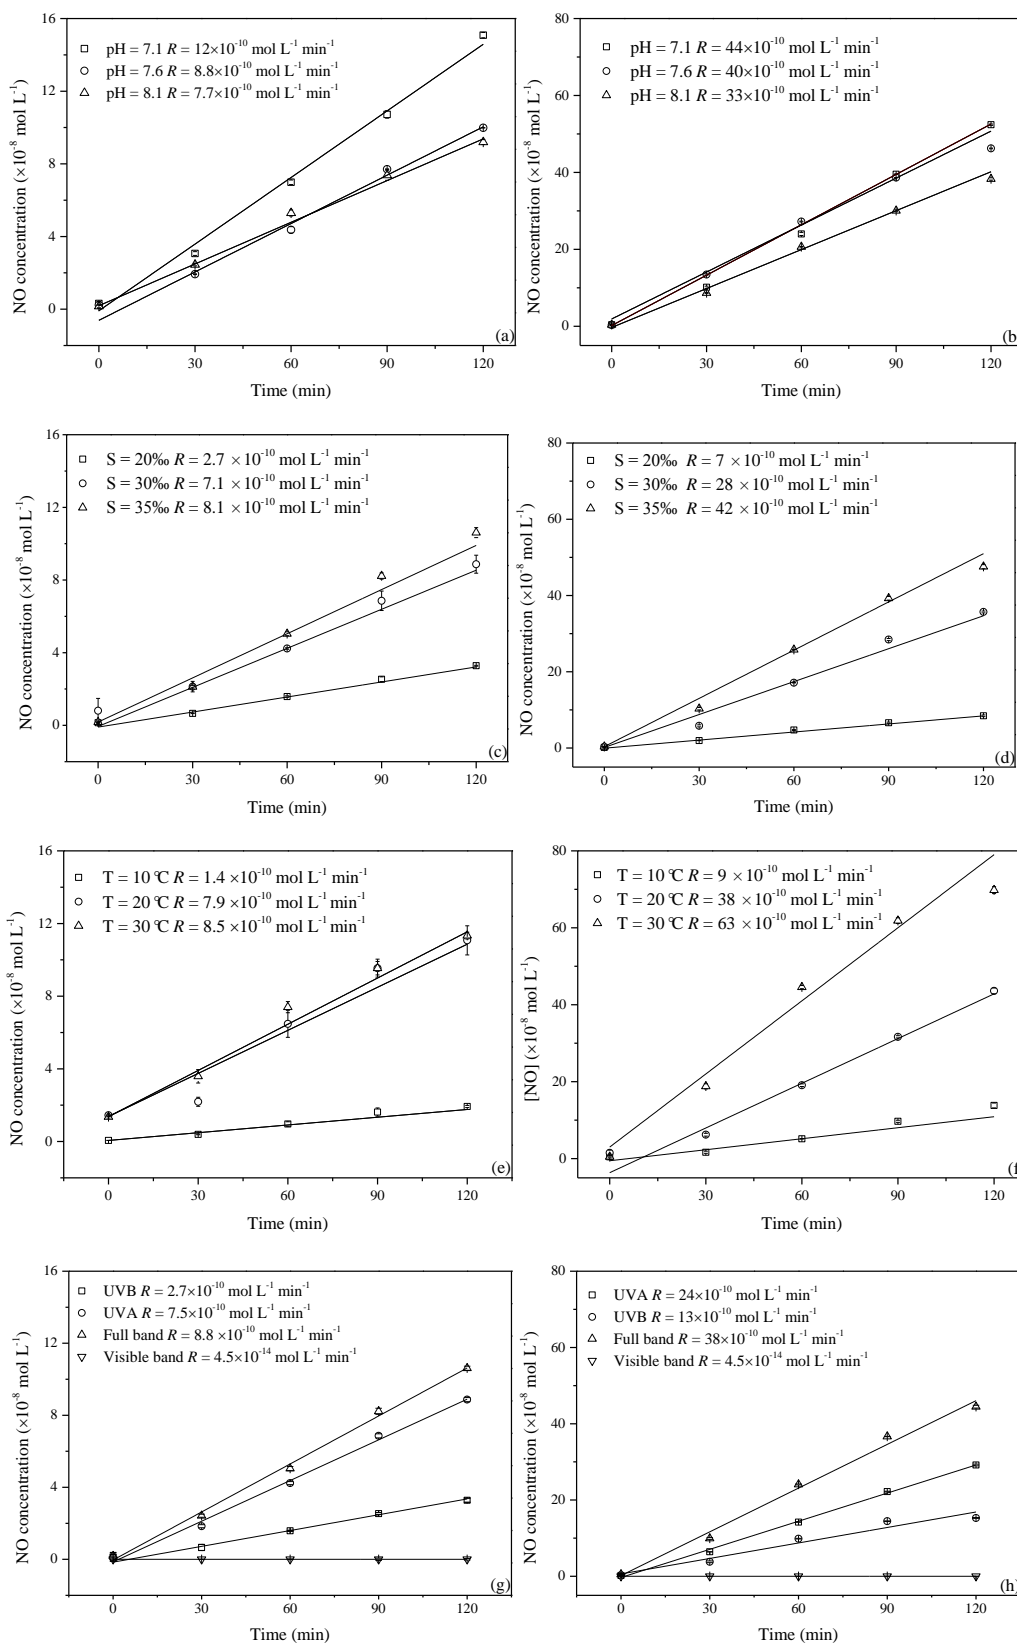 16
12
8
4
0
NO concentration (×10⁻⁸ mol L⁻¹)
pH = 7.1 R = 12×10⁻¹⁰ mol L⁻¹ min⁻¹
pH = 7.6 R = 8.8×10⁻¹⁰ mol L⁻¹ min⁻¹
pH = 8.1 R = 7.7×10⁻¹⁰ mol L⁻¹ min⁻¹
(a)
0 30 60 90 120
Time (min)
80
60
40
20
0
NO concentration (×10⁻⁸ mol L⁻¹)
pH = 7.1 R = 44×10⁻¹⁰ mol L⁻¹ min⁻¹
pH = 7.6 R = 40×10⁻¹⁰ mol L⁻¹ min⁻¹
pH = 8.1 R = 33×10⁻¹⁰ mol L⁻¹ min⁻¹
(b
0 30 60 90 120
Time (min)
16
12
8
4
0
NO concentration (×10⁻⁸ mol L⁻¹)
S = 20‰ R = 2.7 ×10⁻¹⁰ mol L⁻¹ min⁻¹
S = 30‰ R = 7.1 ×10⁻¹⁰ mol L⁻¹ min⁻¹
S = 35‰ R = 8.1 ×10⁻¹⁰ mol L⁻¹ min⁻¹
(c)
0 30 60 90 120
Time (min)
80
60
40
20
0
NO concentration (×10⁻⁸ mol L⁻¹)
S = 20‰ R = 7 ×10⁻¹⁰ mol L⁻¹ min⁻¹
S = 30‰ R = 28 ×10⁻¹⁰ mol L⁻¹ min⁻¹
S = 35‰ R = 42 ×10⁻¹⁰ mol L⁻¹ min⁻¹
(d)
0 30 60 90 120
Time (min)
16
12
8
4
0
NO concentration (×10⁻⁸ mol L⁻¹)
T = 10 ℃ R = 1.4 ×10⁻¹⁰ mol L⁻¹ min⁻¹
T = 20 ℃ R = 7.9 ×10⁻¹⁰ mol L⁻¹ min⁻¹
T = 30 ℃ R = 8.5 ×10⁻¹⁰ mol L⁻¹ min⁻¹
(e)
0 30 60 90 120
Time (min)
80
60
40
20
0
[NO] (×10⁻⁸ mol L⁻¹)
T = 10 ℃ R = 9 ×10⁻¹⁰ mol L⁻¹ min⁻¹
T = 20 ℃ R = 38 ×10⁻¹⁰ mol L⁻¹ min⁻¹
T = 30 ℃ R = 63 ×10⁻¹⁰ mol L⁻¹ min⁻¹
(f
0 30 60 90 120
Time (min)
16
12
8
4
0
NO concentration (×10⁻⁸ mol L⁻¹)
UVB R = 2.7×10⁻¹⁰ mol L⁻¹ min⁻¹
UVA R = 7.5×10⁻¹⁰ mol L⁻¹ min⁻¹
Full band R = 8.8 ×10⁻¹⁰ mol L⁻¹ min⁻¹
Visible band R = 4.5×10⁻¹⁴ mol L⁻¹ min⁻¹
(g)
0 30 60 90 120
Time (min)
80
60
40
20
0
NO concentration (×10⁻⁸ mol L⁻¹)
UVA R = 24×10⁻¹⁰ mol L⁻¹ min⁻¹
UVB R = 13×10⁻¹⁰ mol L⁻¹ min⁻¹
Full band R = 38×10⁻¹⁰ mol L⁻¹ min⁻¹
Visible band R = 4.5×10⁻¹⁴ mol L⁻¹ min⁻¹
(h)
0 30 60 90 120
Time (min)